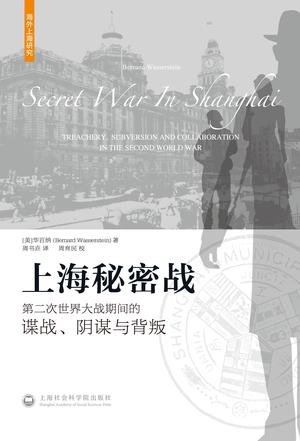 海外上海研究
Bernard Wasserstein
Secret War In Shanghai
TREACHERY, SUBVERSION AND COLLABORATION
IN THE SECOND WORLD WAR
[美]华百纳 (Bernard Wasserstein) 著
周书垚 译 周育民 校
上海秘密战
第二次世界大战期间的
谍战、阴谋与背叛
上海社会科学院出版社
Shanghai Academy of Social Sciences Press